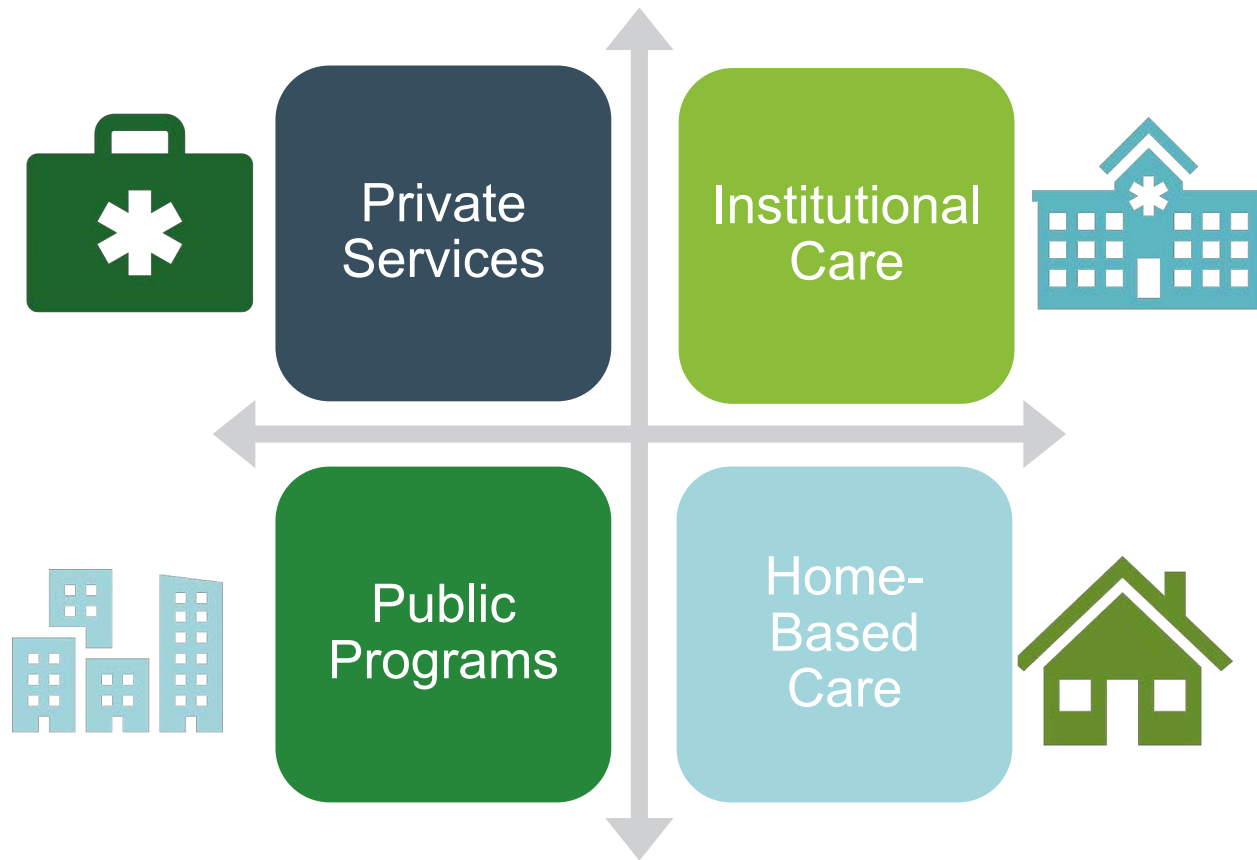 Private
Services
Institutional
Care
Public
Programs
Home-
Based
Care